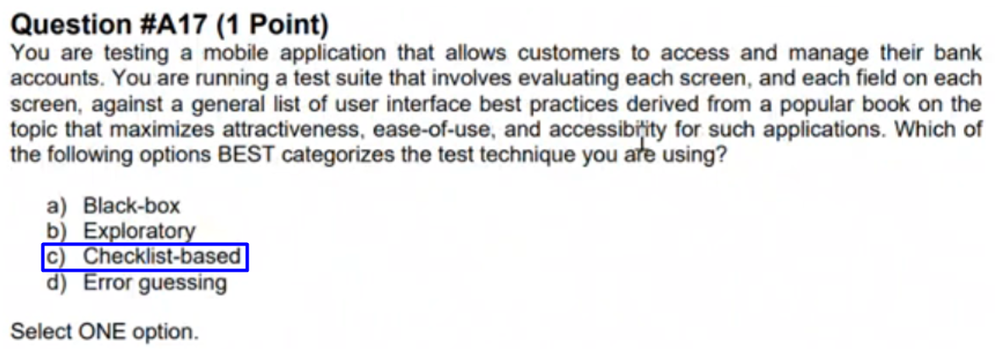 Question #A17 (1 Point)
You are testing a mobile application that allows customers to access and manage their bank
accounts. You are running a test suite that involves evaluating each screen, and each field on each
screen, against a general list of user interface best practices derived from a popular book on the
topic that maximizes attractiveness, ease-of-use, and accessibility for such applications. Which of
the following options BEST categorizes the test technique you are using?
a) Black-box
b) Exploratory
c) Checklist-based
d) Error guessing
Select ONE option.